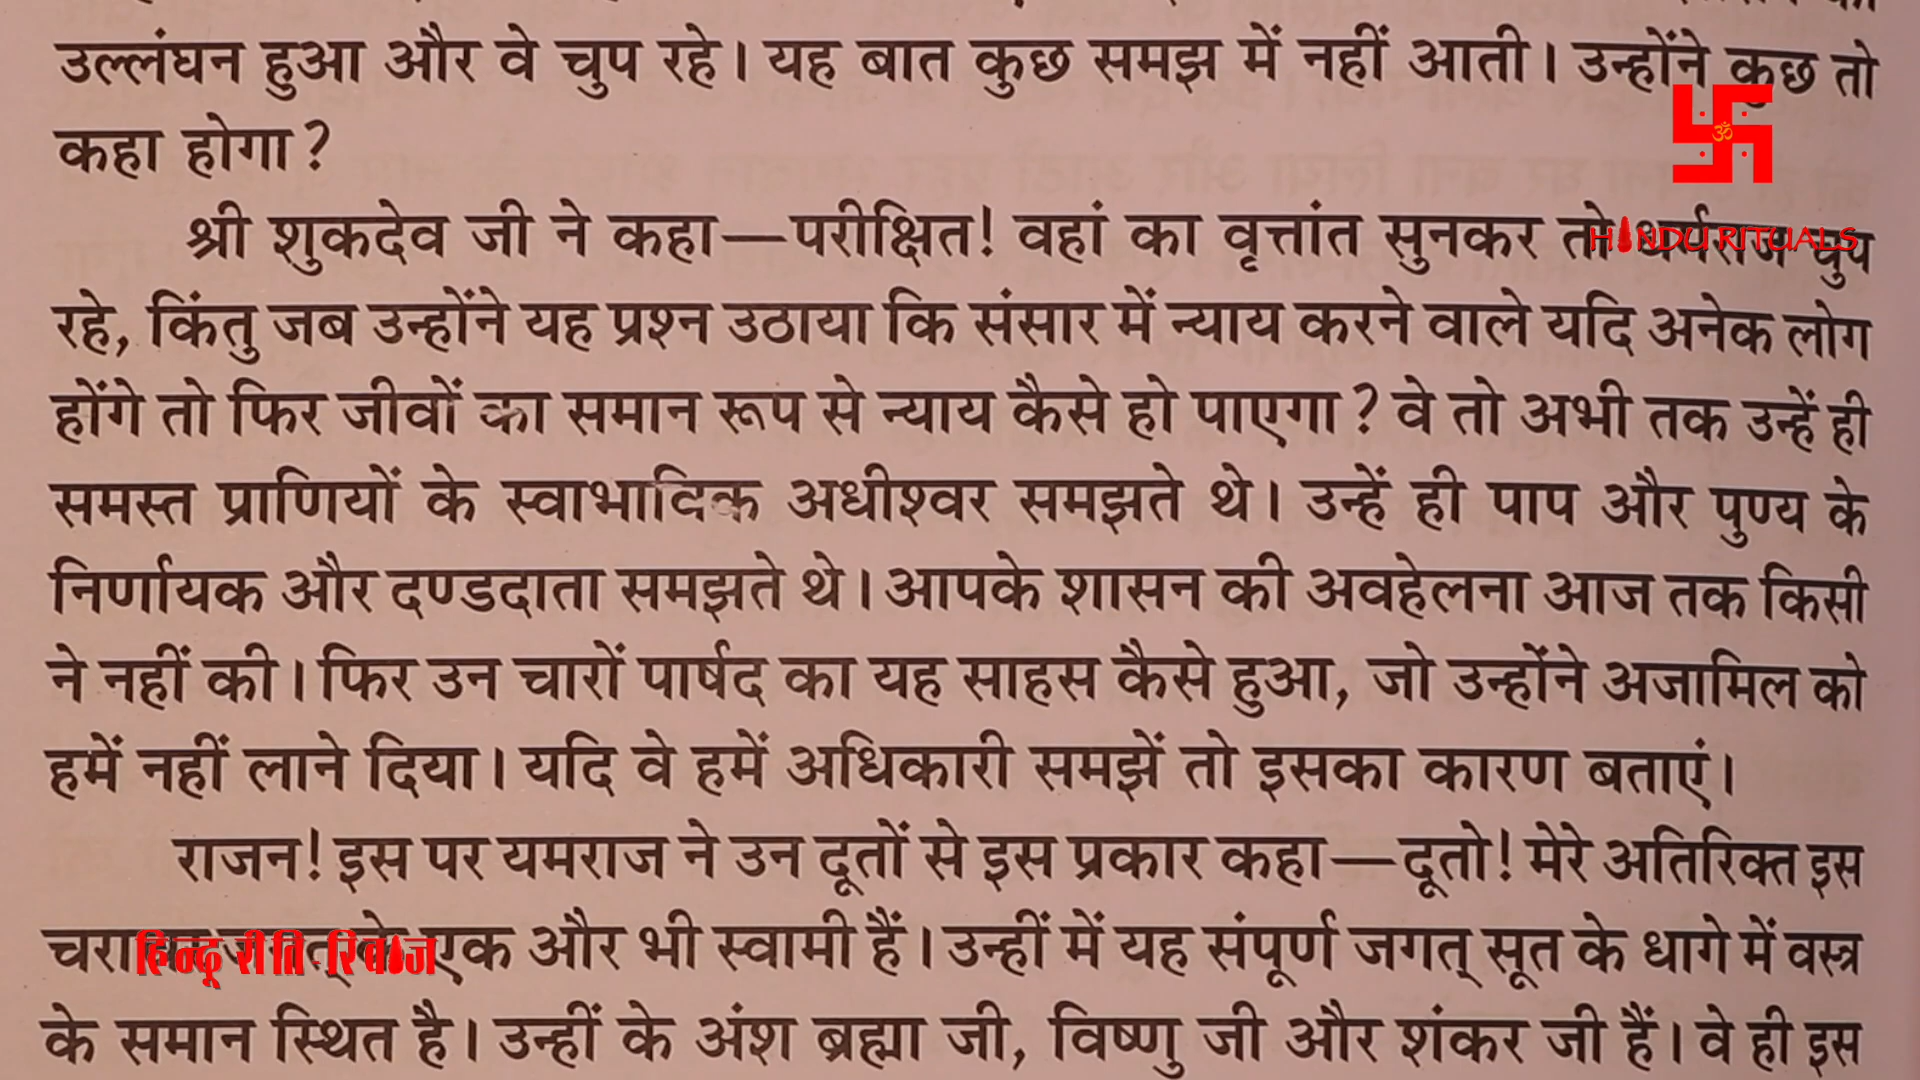 उल्लंघन हुआ और वे चुप रहे। यह बात कुछ समझ में नहीं आती। उन्होंने कुछ तो
कहा होगा?
ॐ
श्री शुकदेव जी ने कहा—परीक्षित! वहां का वृत्तांत सुनकर तो धर्मराज चुप
HINDU RITUALS
रहे, किंतु जब उन्होंने यह प्रश्न उठाया कि संसार में न्याय करने वाले यदि अनेक लोग
होंगे तो फिर जीवों का समान रूप से न्याय कैसे हो पाएगा? वे तो अभी तक उन्हें ही
समस्त प्राणियों के स्वाभादिक अधीश्वर समझते थे। उन्हें ही पाप और पुण्य के
निर्णायक और दण्डदाता समझते थे। आपके शासन की अवहेलना आज तक किसी
ने नहीं की। फिर उन चारों पार्षद का यह साहस कैसे हुआ, जो उन्होंने अजामिल को
हमें नहीं लाने दिया। यदि वे हमें अधिकारी समझें तो इसका कारण बताएं।
राजन! इस पर यमराज ने उन दूतों से इस प्रकार कहा—दूतो! मेरे अतिरिक्त इस
के एक और भी स्वामी हैं। उन्हीं में यह संपूर्ण जगत् सूत के धागे में वस्त्र
हिन्दू रीति-रिवाज
के समान स्थित है। उन्हीं के अंश ब्रह्मा जी, विष्णु जी और शंकर जी हैं। वे ही इस